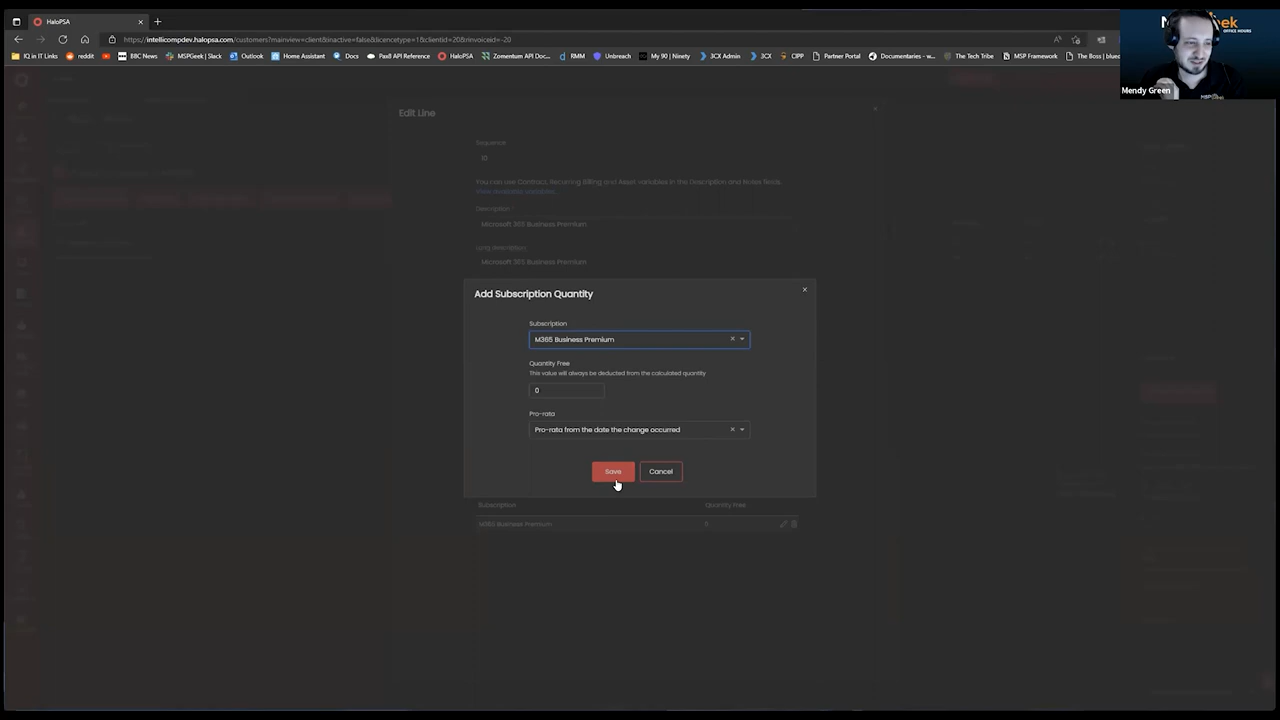 HaloPSA
https://intellicompdev.halopsa.com/customers?mainview=client&inactive=false&dicencetype=1&clientid=20&rinvoiceid=-20
IQ in IT Links
reddit
BBC News
MSPGeek
Outlook
Home Assistant
Docs
Pax8 API Reference
HaloPSA
Zomentum API Doc...
RMM
Unbreach
My 90 | Ninety
3CX Admin
3CX
CIPP
Partner Portal
Documentaries - w...
The Tech Tribe
MSP Framework
The Boss | bluec
OFFICE HOURS
Mendy Green
Edit Line
Sequence
10
You can use Contract, Recurring Billing and Asset variables in the Description and Notes fields.
Description *
Microsoft 365 Business Premium
Long Description
Microsoft 365 Business Premium
Add Subscription Quantity
Subscription
M365 Business Premium
Quantity Free
This value will always be deducted from the calculated quantity
0
Pro-rata
Pro-rata from the date the change occurred
Save
Cancel
Subscription
Quantity Free
M365 Business Premium
0